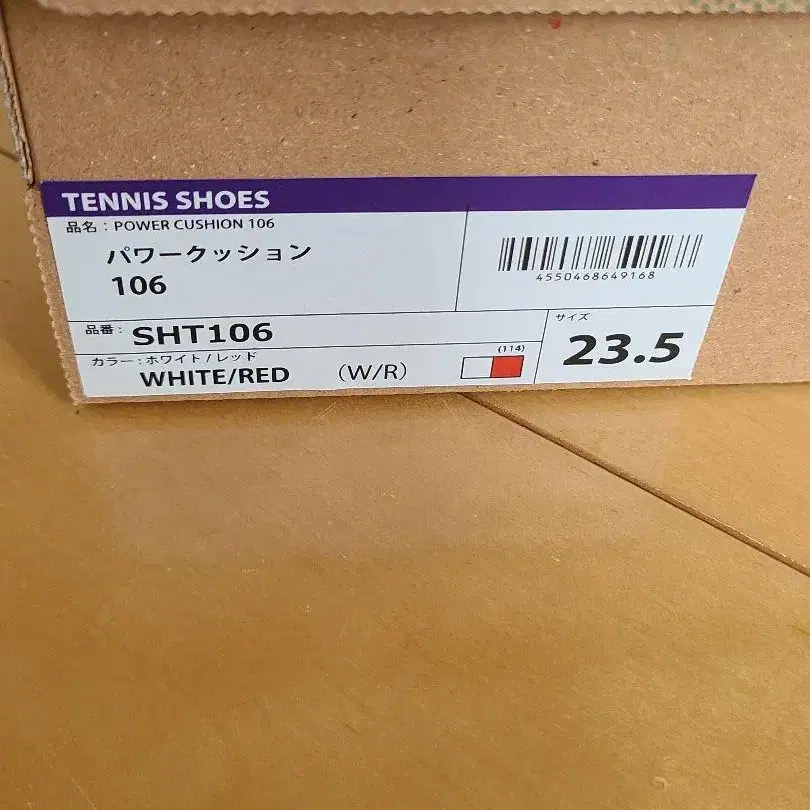 TENNIS SHOES
品名：POWER CUSHION 106
パワークッション
106
4550468649168
品番：SHT106
カラー：ホワイト/レッド
WHITE/RED (W/R)
(114)
サイズ
23.5